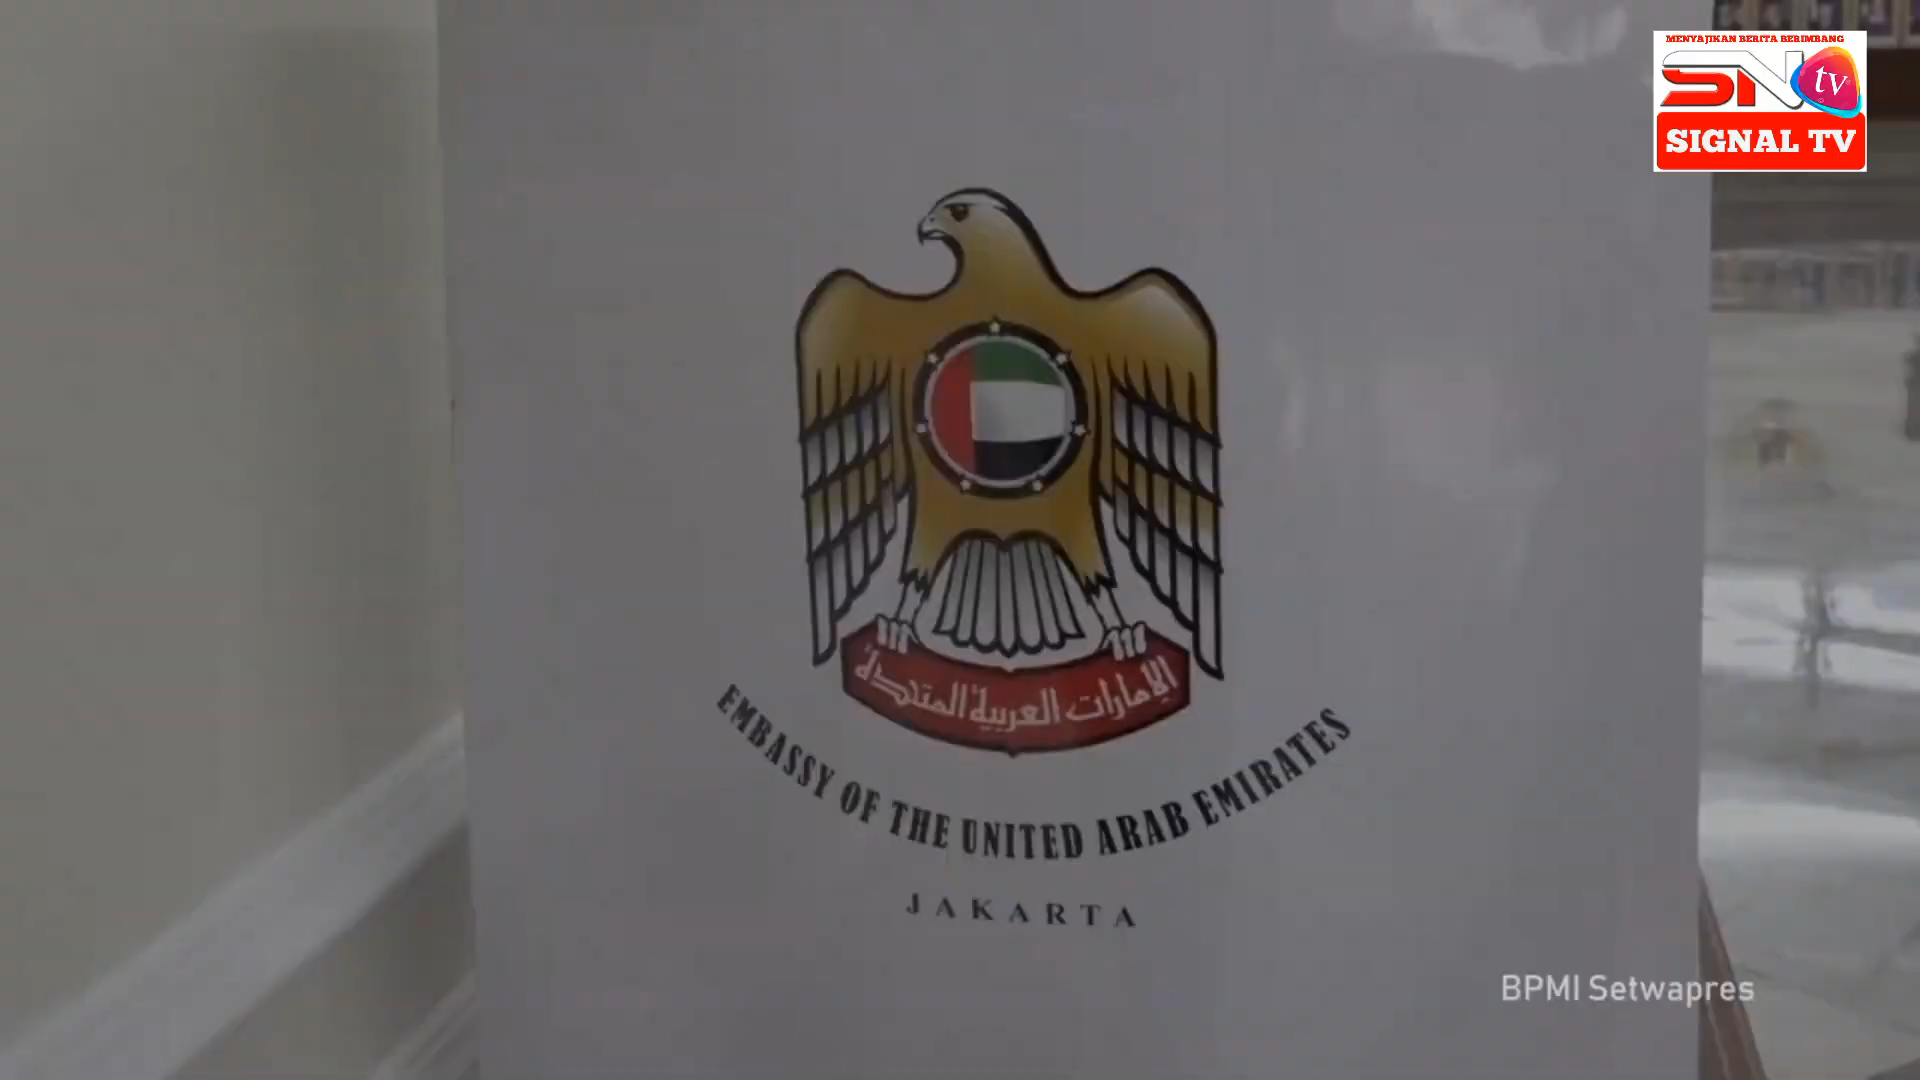 MENYAJIKAN BERITA BERIMBANG
SN tv
SIGNAL TV
الإمارات العربية المتحدة
EMBASSY OF THE UNITED ARAB EMIRATES
JAKARTA
BPMI Setwapres